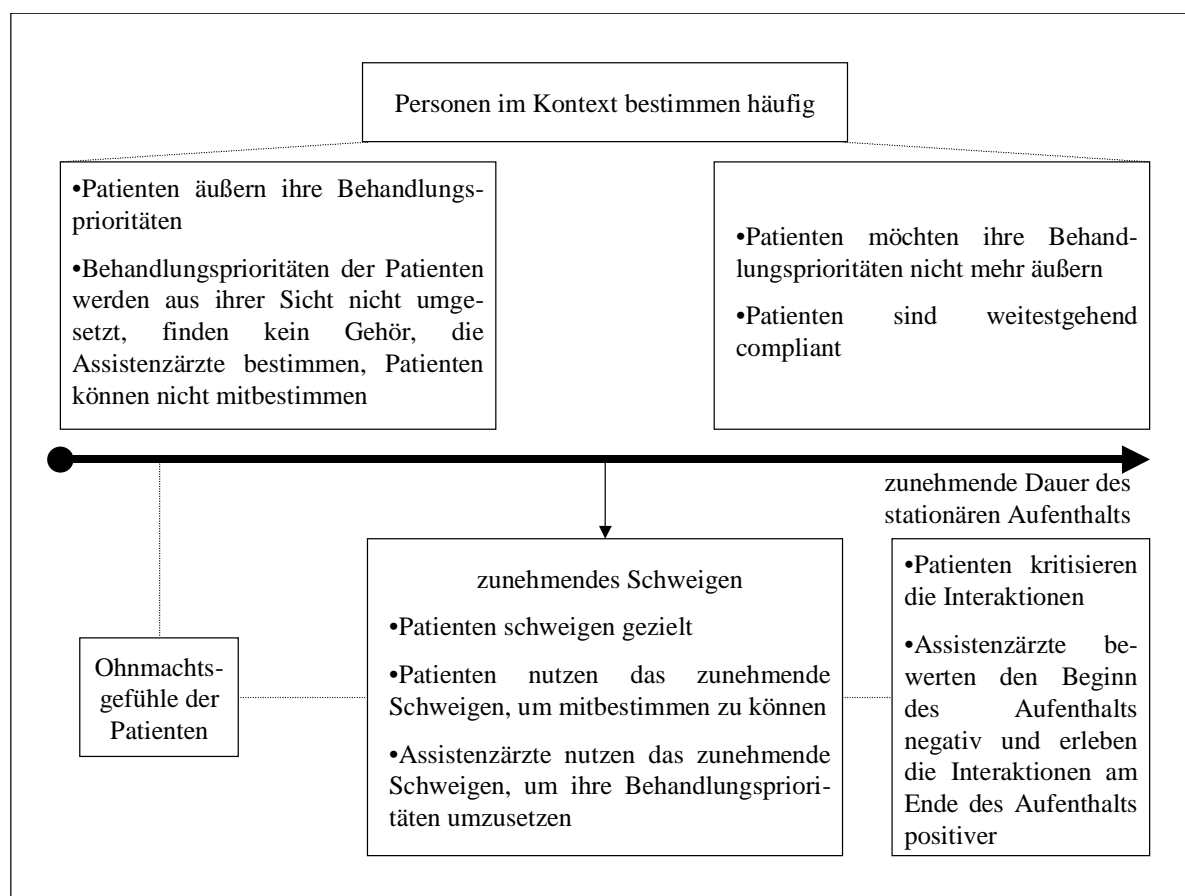 Personen im Kontext bestimmen häufig
•Patienten äußern ihre Behandlungs-
prioritäten
•Behandlungsprioritäten der Patienten
werden aus ihrer Sicht nicht umge-
setzt, finden kein Gehör, die
Assistenzärzte bestimmen, Patienten
können nicht mitbestimmen
•Patienten möchten ihre Behand-
lungsprioritäten nicht mehr äußern
•Patienten sind weitestgehend
compliant
zunehmende Dauer des
stationären Aufenthalts
Ohnmachts-
gefühle der
Patienten
zunehmendes Schweigen
•Patienten schweigen gezielt
•Patienten nutzen das zunehmende
Schweigen, um mitbestimmen zu können
•Assistenzärzte nutzen das zunehmende
Schweigen, um ihre Behandlungspriori-
täten umzusetzen
•Patienten kritisieren
die Interaktionen
•Assistenzärzte be-
werten den Beginn
des Aufenthalts
negativ und erleben
die Interaktionen am
Ende des Aufenthalts
positiver